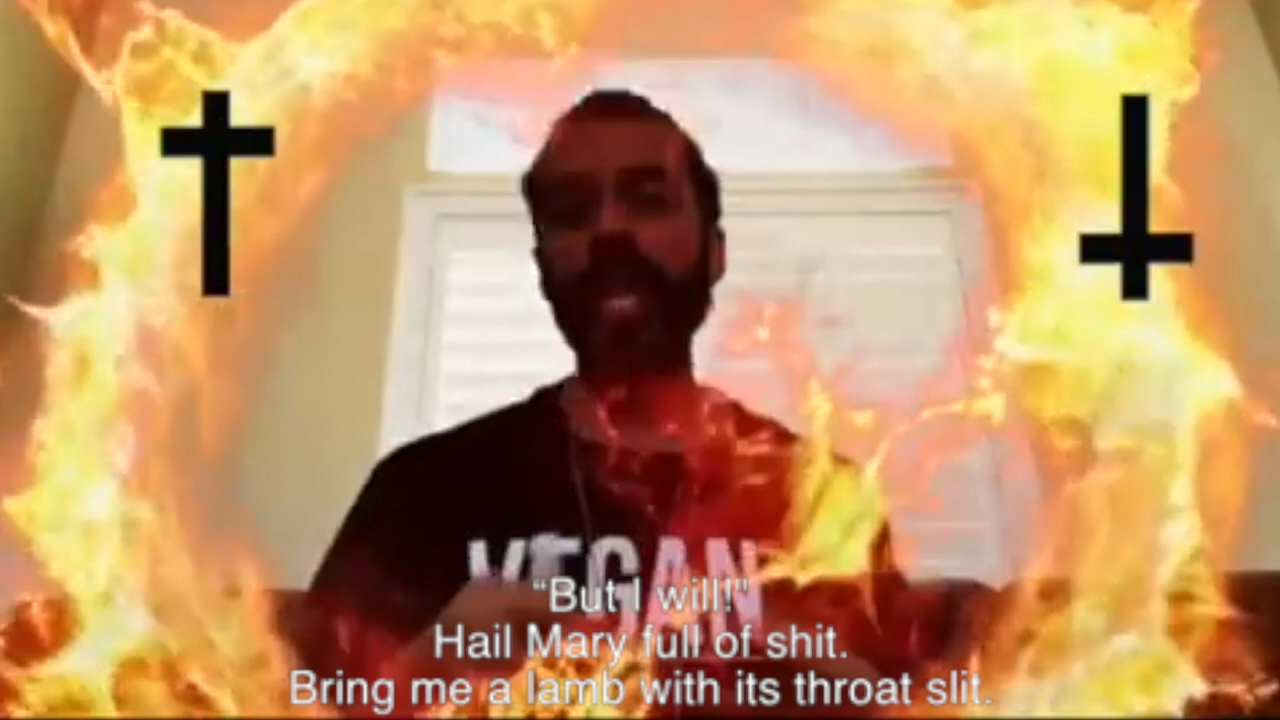 VEGAN
"But I will!"
Hail Mary full of shit.
Bring me a lamb with its throat slit.